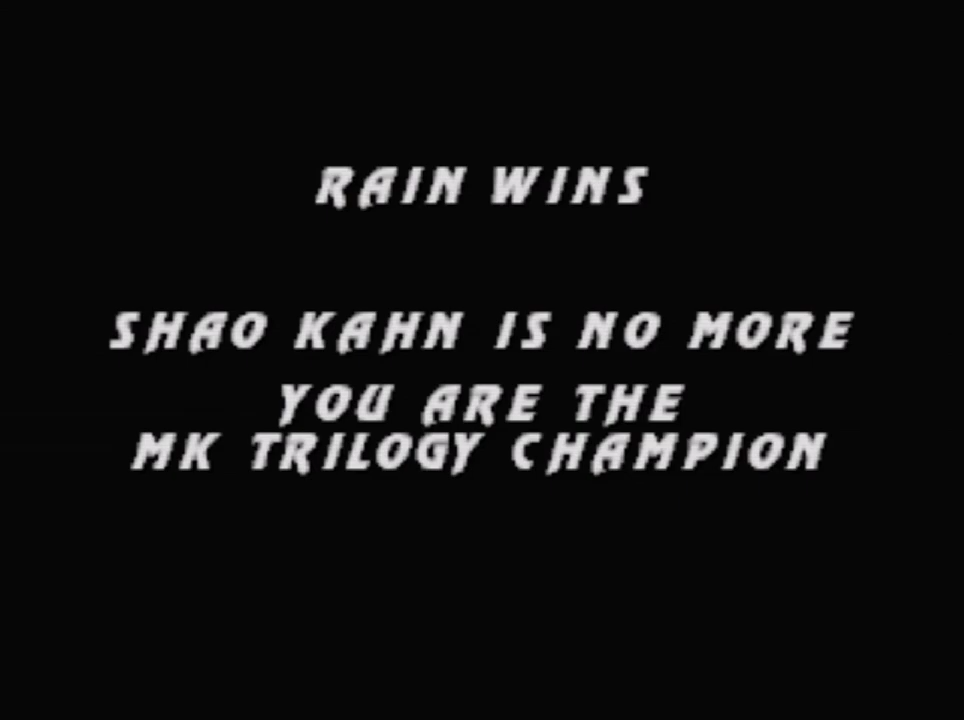 RAIN WINS
SHAO KAHN IS NO MORE
YOU ARE THE
MK TRILOGY CHAMPION